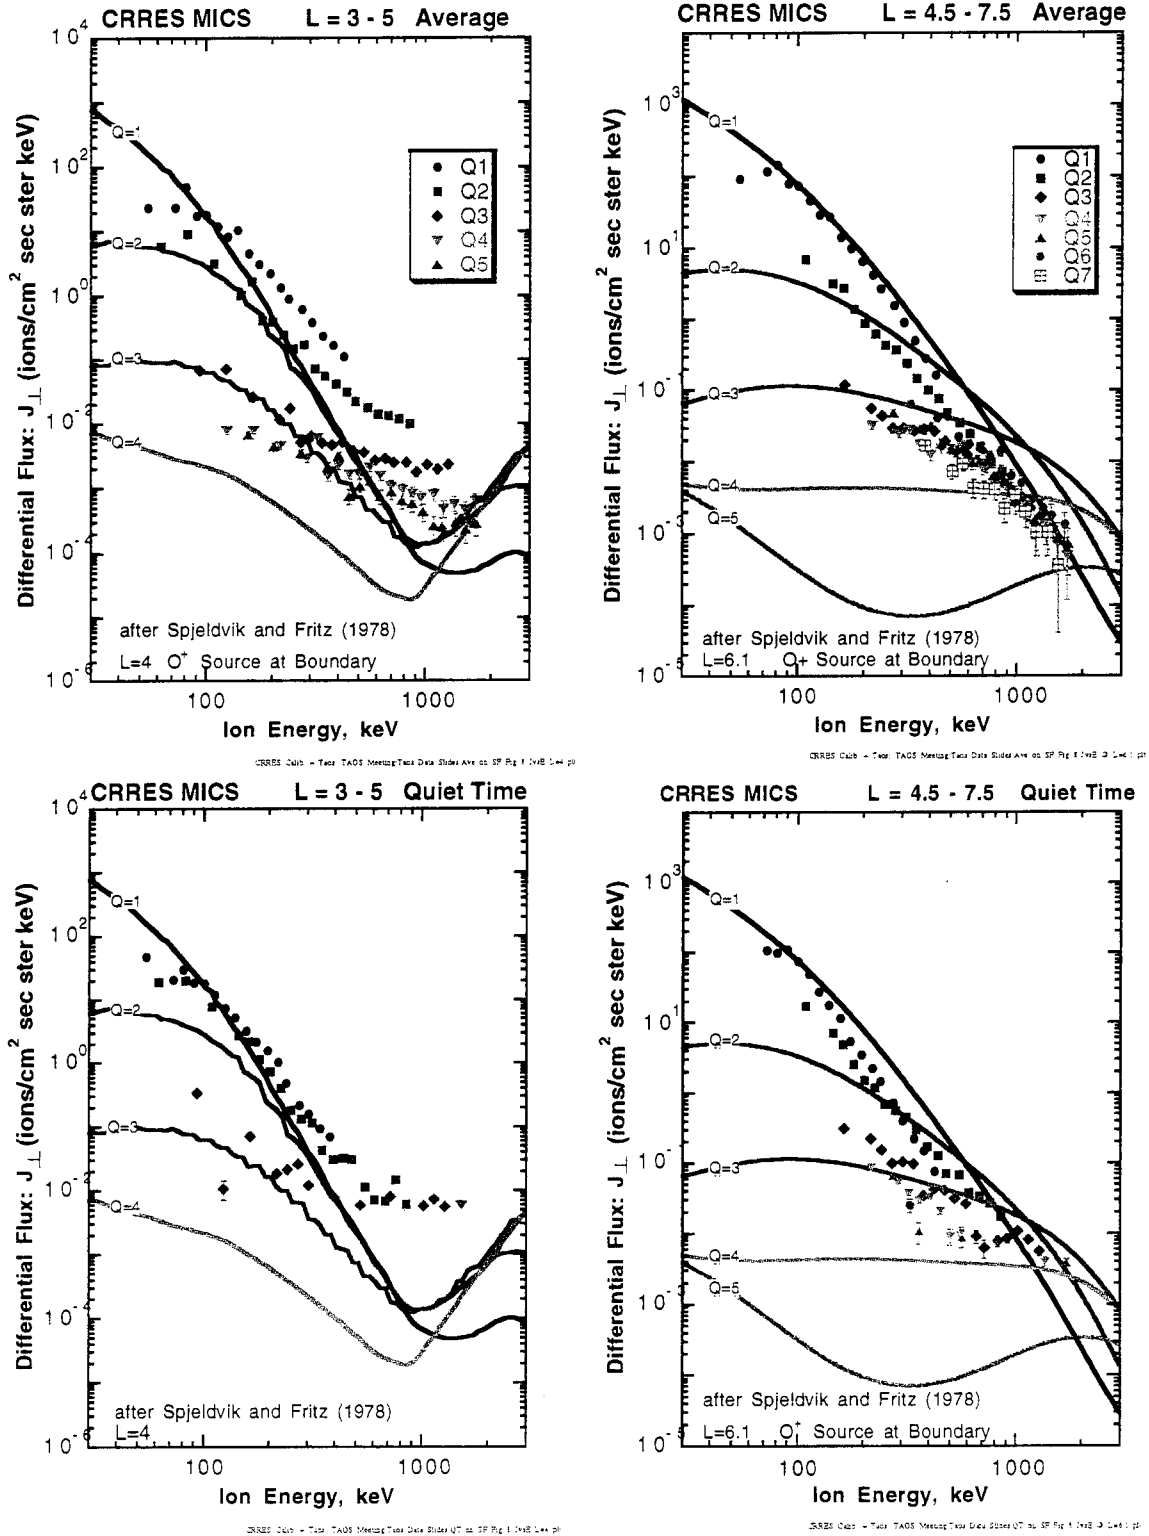 CRRES MICS L = 3 - 5 Average
10^4
10^2
10^0
10^-2
10^-4
10^-6
Differential Flux: J⊥ (ions/cm^2 sec ster keV)
Q=1
Q=2
Q=3
Q=4
Q1
Q2
Q3
Q4
Q5
after Spjeldvik and Fritz (1978)
L=4 O^+ Source at Boundary
100 1000
Ion Energy, keV
CRRES MICS L = 4.5 - 7.5 Average
10^3
10^1
10^-1
10^-3
10^-5
Differential Flux: J⊥ (ions/cm^2 sec ster keV)
Q=1
Q=2
Q=3
Q=4
Q=5
Q1
Q2
Q3
Q4
Q5
Q6
Q7
after Spjeldvik and Fritz (1978)
L=6.1 O+ Source at Boundary
100 1000
Ion Energy, keV
CRRES MICS L = 3 - 5 Quiet Time
10^4
10^2
10^0
10^-2
10^-4
10^-6
Differential Flux: J⊥ (ions/cm^2 sec ster keV)
Q=1
Q=2
Q=3
Q=4
after Spjeldvik and Fritz (1978)
L=4
100 1000
Ion Energy, keV
CRRES MICS L = 4.5 - 7.5 Quiet Time
10^3
10^1
10^-1
10^-3
10^-5
Differential Flux: J⊥ (ions/cm^2 sec ster keV)
Q=1
Q=2
Q=3
Q=4
Q=5
after Spjeldvik and Fritz (1978)
L=6.1 O^+ Source at Boundary
100 1000
Ion Energy, keV